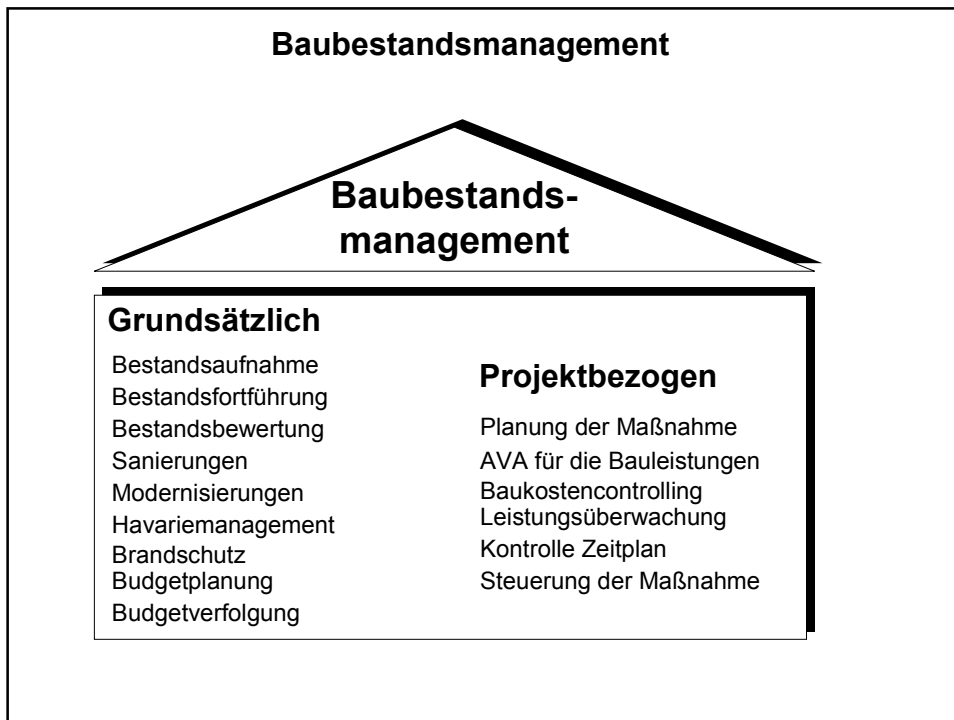 Baubestandsmanagement
Baubestands-
management
Grundsätzlich
Bestandsaufnahme
Bestandsfortführung
Bestandsbewertung
Sanierungen
Modernisierungen
Havariemanagement
Brandschutz
Budgetplanung
Budgetverfolgung
Projektbezogen
Planung der Maßnahme
AVA für die Bauleistungen
Baukostencontrolling
Leistungsüberwachung
Kontrolle Zeitplan
Steuerung der Maßnahme